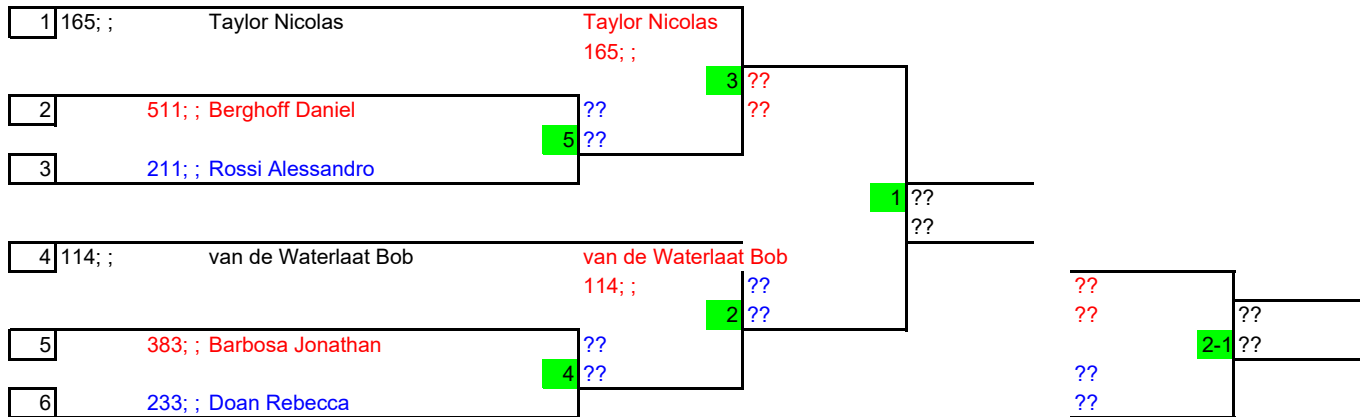 1 165; ; Taylor Nicolas Taylor Nicolas
165; ;
3 ??
2 511; ; Berghoff Daniel ?? ??
5 ??
3 211; ; Rossi Alessandro
1 ??
??
4 114; ; van de Waterlaat Bob van de Waterlaat Bob
114; ; ?? ??
2 ?? ?? ??
5 383; ; Barbosa Jonathan ?? 2-1 ??
4 ?? ??
6 233; ; Doan Rebecca ??